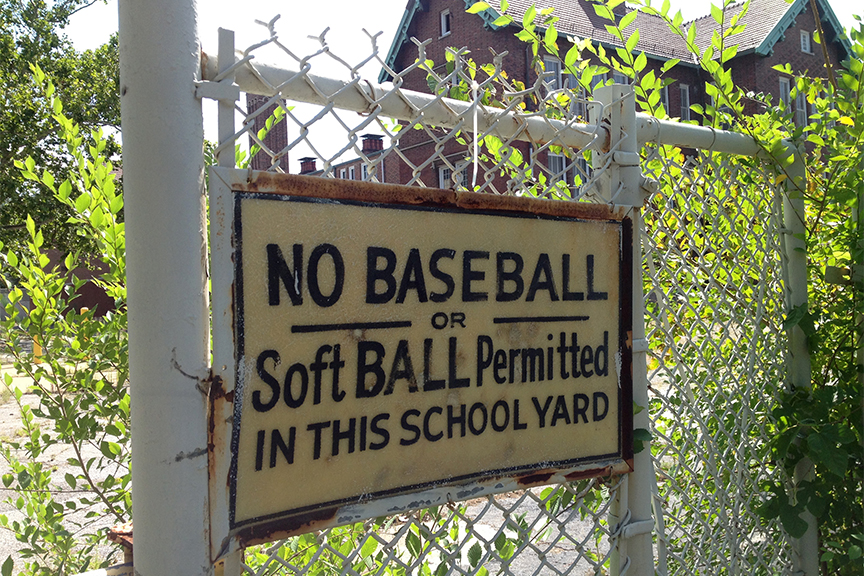 NO BASEBALL
OR
Soft BALL Permitted
IN THIS SCHOOL YARD